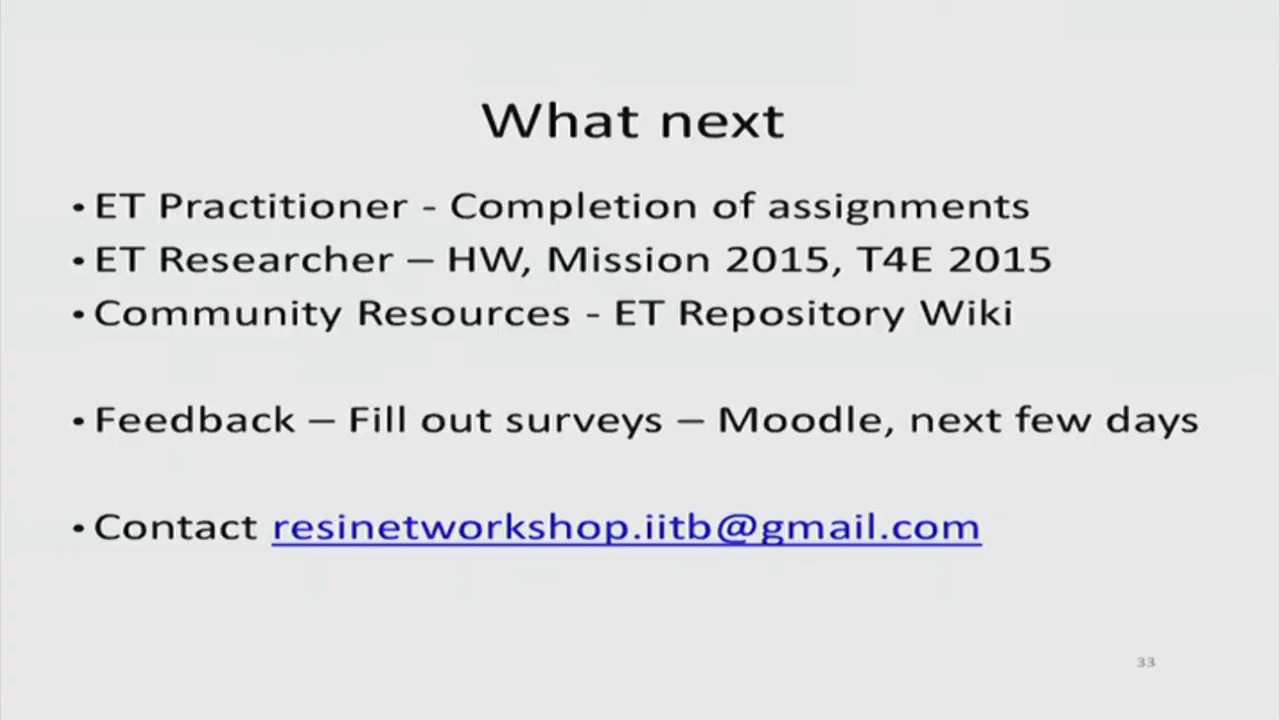 What next
• ET Practitioner - Completion of assignments
• ET Researcher – HW, Mission 2015, T4E 2015
• Community Resources - ET Repository Wiki
• Feedback – Fill out surveys – Moodle, next few days
• Contact resinetworkshop.iitb@gmail.com
33